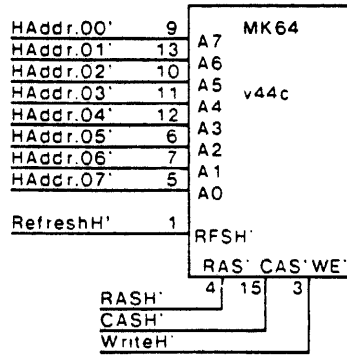 HAddr.00' 9 A7 MK64
HAddr.01' 13 A6
HAddr.02' 10 A5 v44c
HAddr.03' 11 A4
HAddr.04' 12 A3
HAddr.05' 6 A2
HAddr.06' 7 A1
HAddr.07' 5 A0
RefreshH' 1 RFSH'
RAS' CAS' WE'
4 15 3
RASH'
CASH'
WriteH'